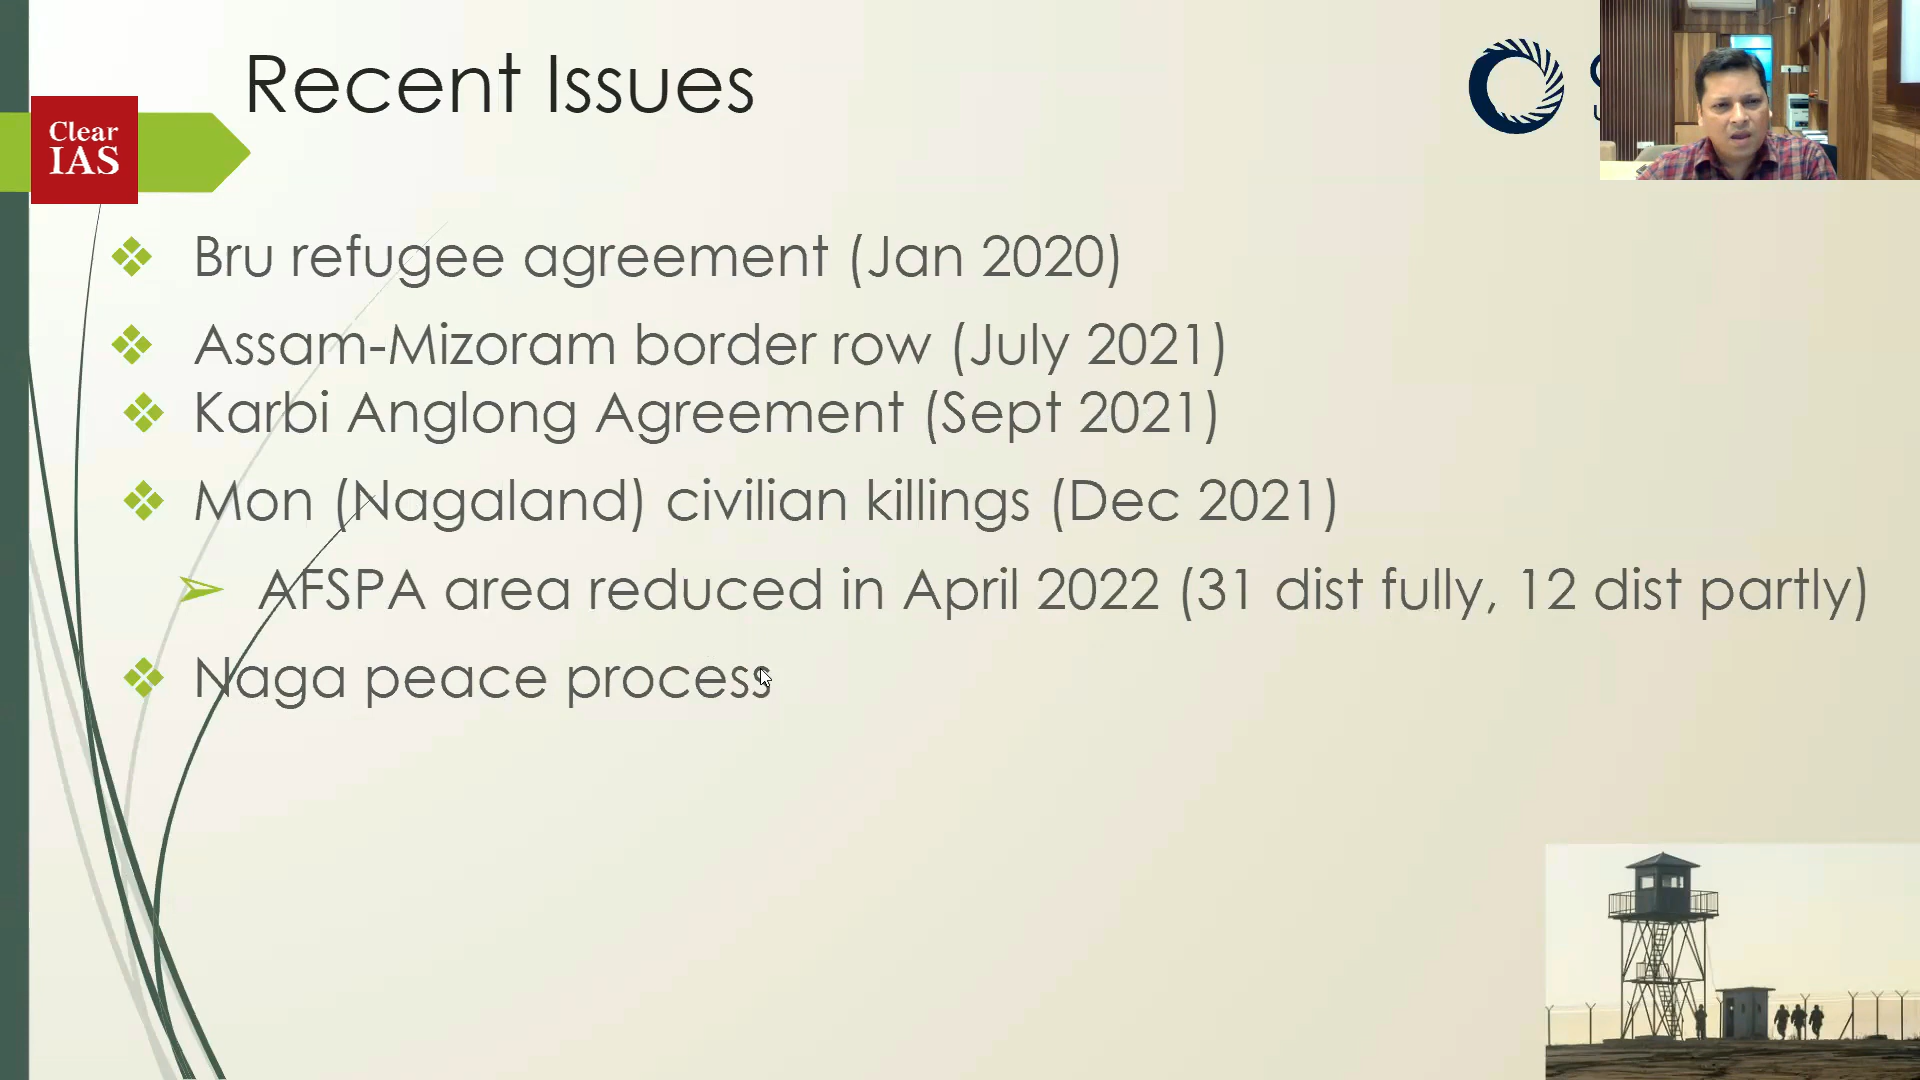 Recent Issues
Clear
IAS
Bru refugee agreement (Jan 2020)
Assam-Mizoram border row (July 2021)
Karbi Anglong Agreement (Sept 2021)
Mon (Nagaland) civilian killings (Dec 2021)
AFSPA area reduced in April 2022 (31 dist fully, 12 dist partly)
Naga peace process